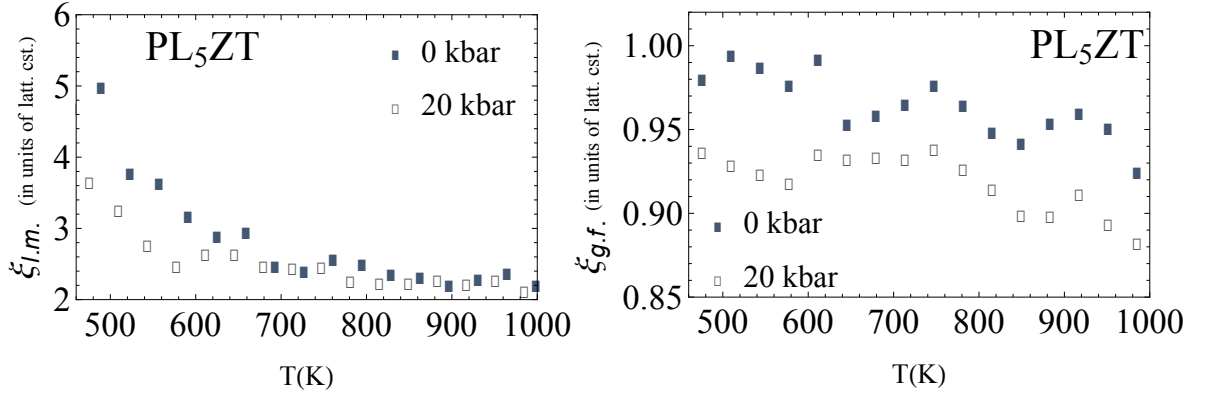 PL₅ZT
0 kbar
20 kbar
ξl.m. (in units of latt. cst.)
6
5
4
3
2
500 600 700 800 900 1000
T(K)
PL₅ZT
0 kbar
20 kbar
ξg.f. (in units of latt. cst.)
1.00
0.95
0.90
0.85
500 600 700 800 900 1000
T(K)